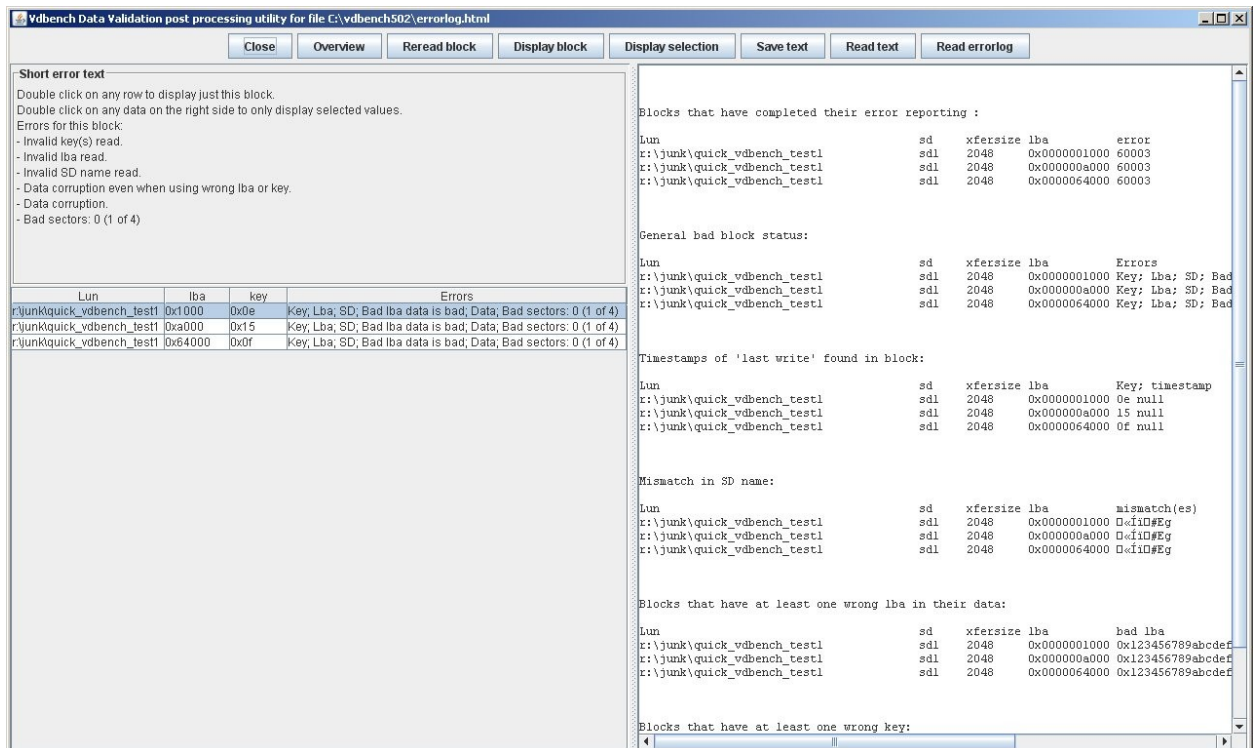 Vdbench Data Validation post processing utility for file C:\vdbench502\errorlog.html
Close Overview Reread block Display block Display selection Save text Read text Read errorlog
Short error text
Double click on any row to display just this block.
Double click on any data on the right side to only display selected values.
Errors for this block:
- Invalid key(s) read.
- Invalid lba read.
- Invalid SD name read.
- Data corruption even when using wrong lba or key.
- Data corruption.
- Bad sectors: 0 (1 of 4)
Lun lba key Errors
r:\junk\quick_vdbench_test1 0x1000 0x0e Key; Lba; SD; Bad lba data is bad; Data; Bad sectors: 0 (1 of 4)
r:\junk\quick_vdbench_test1 0xa000 0x15 Key; Lba; SD; Bad lba data is bad; Data; Bad sectors: 0 (1 of 4)
r:\junk\quick_vdbench_test1 0x64000 0x0f Key; Lba; SD; Bad lba data is bad; Data; Bad sectors: 0 (1 of 4)
Blocks that have completed their error reporting :
Lun sd xfersize lba error
r:\junk\quick_vdbench_test1 sd1 2048 0x0000001000 60003
r:\junk\quick_vdbench_test1 sd1 2048 0x000000a000 60003
r:\junk\quick_vdbench_test1 sd1 2048 0x0000064000 60003
General bad block status:
Lun sd xfersize lba Errors
r:\junk\quick_vdbench_test1 sd1 2048 0x0000001000 Key; Lba; SD; Bad
r:\junk\quick_vdbench_test1 sd1 2048 0x000000a000 Key; Lba; SD; Bad
r:\junk\quick_vdbench_test1 sd1 2048 0x0000064000 Key; Lba; SD; Bad
Timestamps of 'last write' found in block:
Lun sd xfersize lba Key; timestamp
r:\junk\quick_vdbench_test1 sd1 2048 0x0000001000 0e null
r:\junk\quick_vdbench_test1 sd1 2048 0x000000a000 15 null
r:\junk\quick_vdbench_test1 sd1 2048 0x0000064000 0f null
Mismatch in SD name:
Lun sd xfersize lba mismatch(es)
r:\junk\quick_vdbench_test1 sd1 2048 0x0000001000 □«Íï□#Eg
r:\junk\quick_vdbench_test1 sd1 2048 0x000000a000 □«Íï□#Eg
r:\junk\quick_vdbench_test1 sd1 2048 0x0000064000 □«Íï□#Eg
Blocks that have at least one wrong lba in their data:
Lun sd xfersize lba bad lba
r:\junk\quick_vdbench_test1 sd1 2048 0x0000001000 0x123456789abcdef
r:\junk\quick_vdbench_test1 sd1 2048 0x000000a000 0x123456789abcdef
r:\junk\quick_vdbench_test1 sd1 2048 0x0000064000 0x123456789abcdef
Blocks that have at least one wrong key: